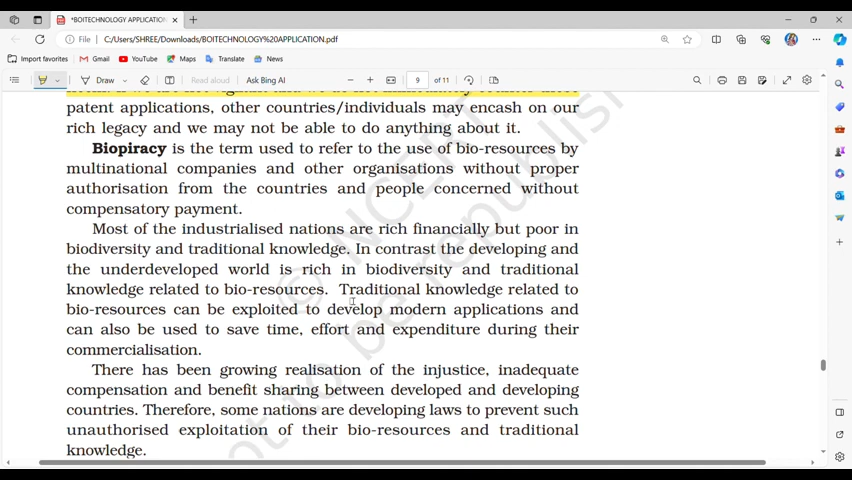 *BOITECHNOLOGY APPLICATION
File
C:/Users/SHREE/Downloads/BOITECHNOLOGY%20APPLICATION.pdf
Import favorites
Gmail
YouTube
Maps
Translate
News
Draw
Read aloud
Ask Bing AI
9
of 11
patent applications, other countries/individuals may encash on our
rich legacy and we may not be able to do anything about it.
Biopiracy is the term used to refer to the use of bio-resources by
multinational companies and other organisations without proper
authorisation from the countries and people concerned without
compensatory payment.
Most of the industrialised nations are rich financially but poor in
biodiversity and traditional knowledge. In contrast the developing and
the underdeveloped world is rich in biodiversity and traditional
knowledge related to bio-resources. Traditional knowledge related to
bio-resources can be exploited to develop modern applications and
can also be used to save time, effort and expenditure during their
commercialisation.
There has been growing realisation of the injustice, inadequate
compensation and benefit sharing between developed and developing
countries. Therefore, some nations are developing laws to prevent such
unauthorised exploitation of their bio-resources and traditional
knowledge.
© NCERT
not to be republish